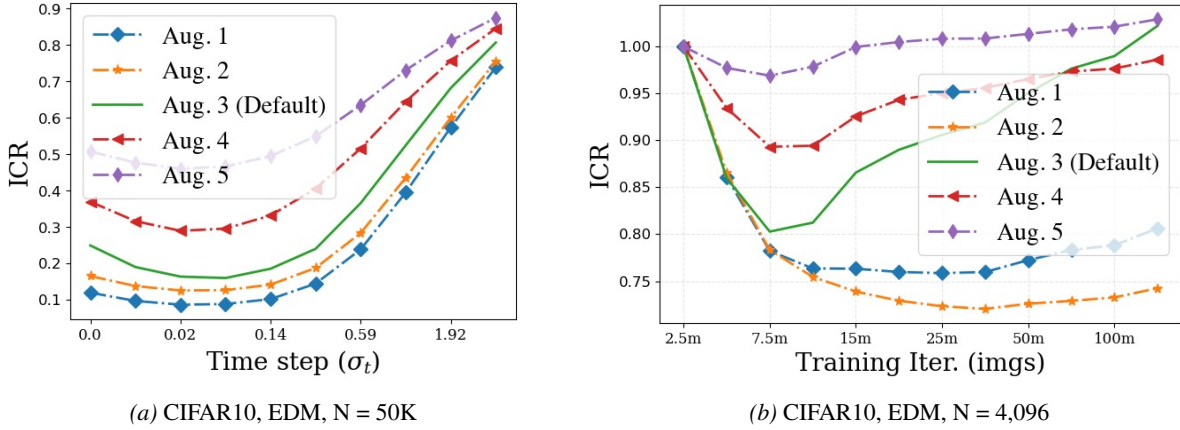 0.9
0.8
0.7
0.6
0.5
0.4
0.3
0.2
0.1
ICR
Aug. 1
Aug. 2
Aug. 3 (Default)
Aug. 4
Aug. 5
0.0 0.02 0.14 0.59 1.92
Time step (σ_t)
(a) CIFAR10, EDM, N = 50K
1.00
0.95
0.90
0.85
0.80
0.75
ICR
Aug. 1
Aug. 2
Aug. 3 (Default)
Aug. 4
Aug. 5
2.5m 7.5m 15m 25m 50m 100m
Training Iter. (imgs)
(b) CIFAR10, EDM, N = 4,096